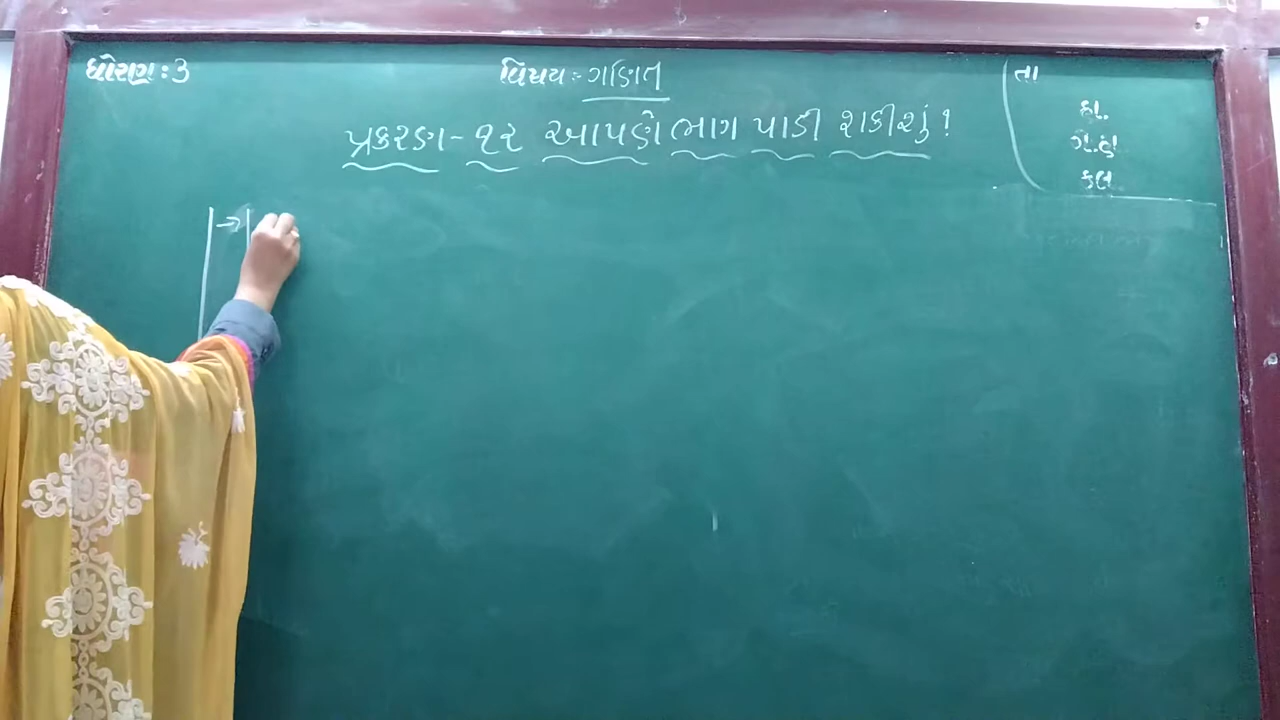 ધોરણ : 3
વિષય :- ગણિત
તા
હા.
ગે.હા.
કુલ
પ્રકરણ - ૧૨ આપણે ભાગ પાડી શકીશું !
→